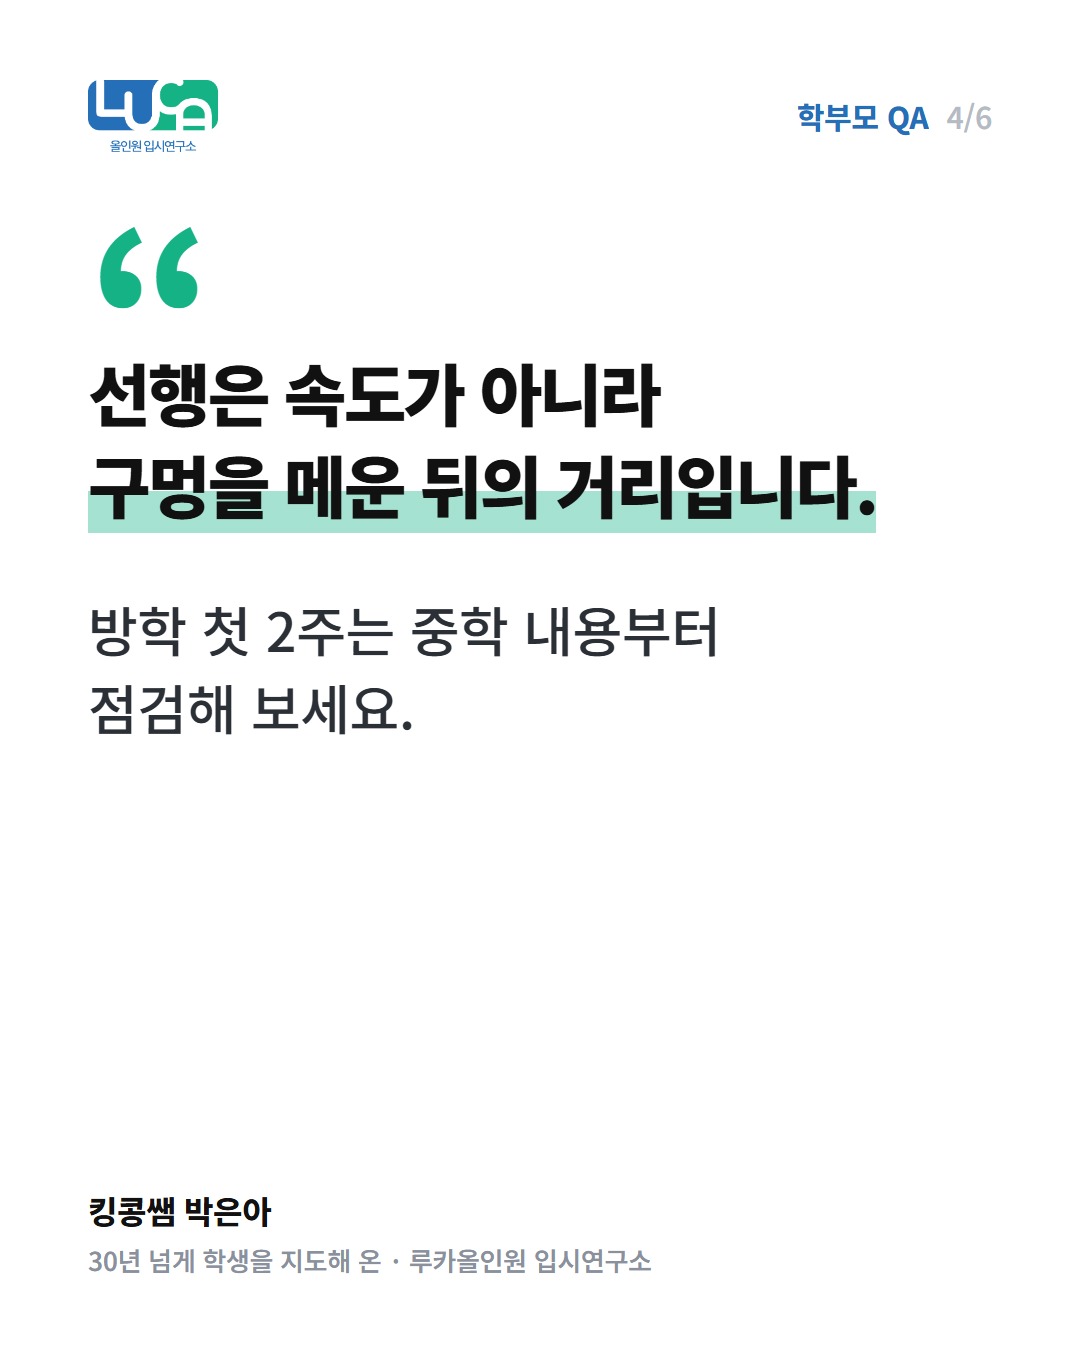 LUCA
올인원 입시연구소
학부모 QA 4/6
“
선행은 속도가 아니라
구멍을 메운 뒤의 거리입니다.
방학 첫 2주는 중학 내용부터
점검해 보세요.
킹콩쌤 박은아
30년 넘게 학생을 지도해 온 · 루카올인원 입시연구소